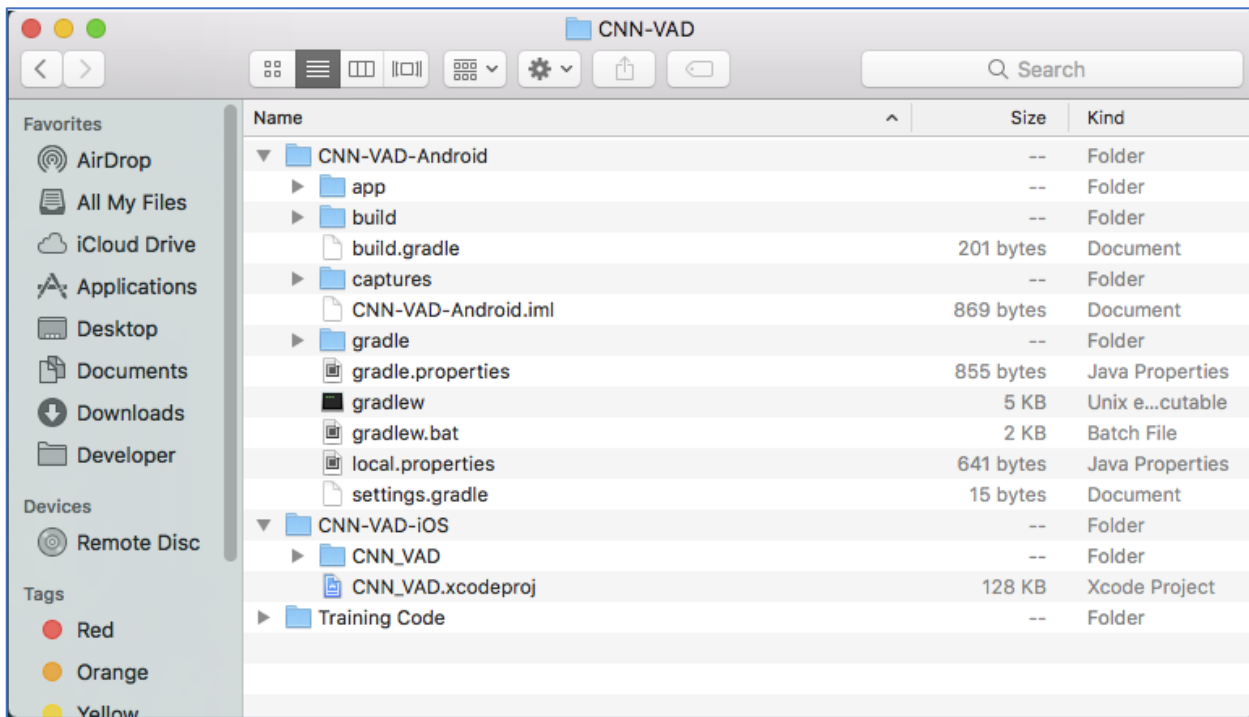 CNN-VAD
Search
Favorites
AirDrop
All My Files
iCloud Drive
Applications
Desktop
Documents
Downloads
Developer
Devices
Remote Disc
Tags
Red
Orange
Yellow
Name Size Kind
CNN-VAD-Android -- Folder
app -- Folder
build -- Folder
build.gradle 201 bytes Document
captures -- Folder
CNN-VAD-Android.iml 869 bytes Document
gradle -- Folder
gradle.properties 855 bytes Java Properties
gradlew 5 KB Unix e...cutable
gradlew.bat 2 KB Batch File
local.properties 641 bytes Java Properties
settings.gradle 15 bytes Document
CNN-VAD-iOS -- Folder
CNN_VAD -- Folder
CNN_VAD.xcodeproj 128 KB Xcode Project
Training Code -- Folder